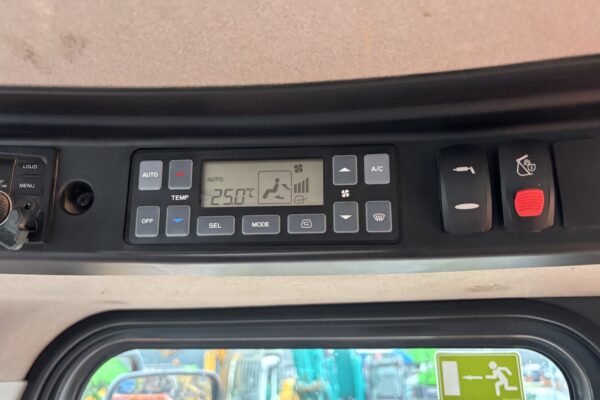 LOUD
MENU
AUTO
AUTO
25.0℃
A/C
TEMP
OFF
SEL
MODE